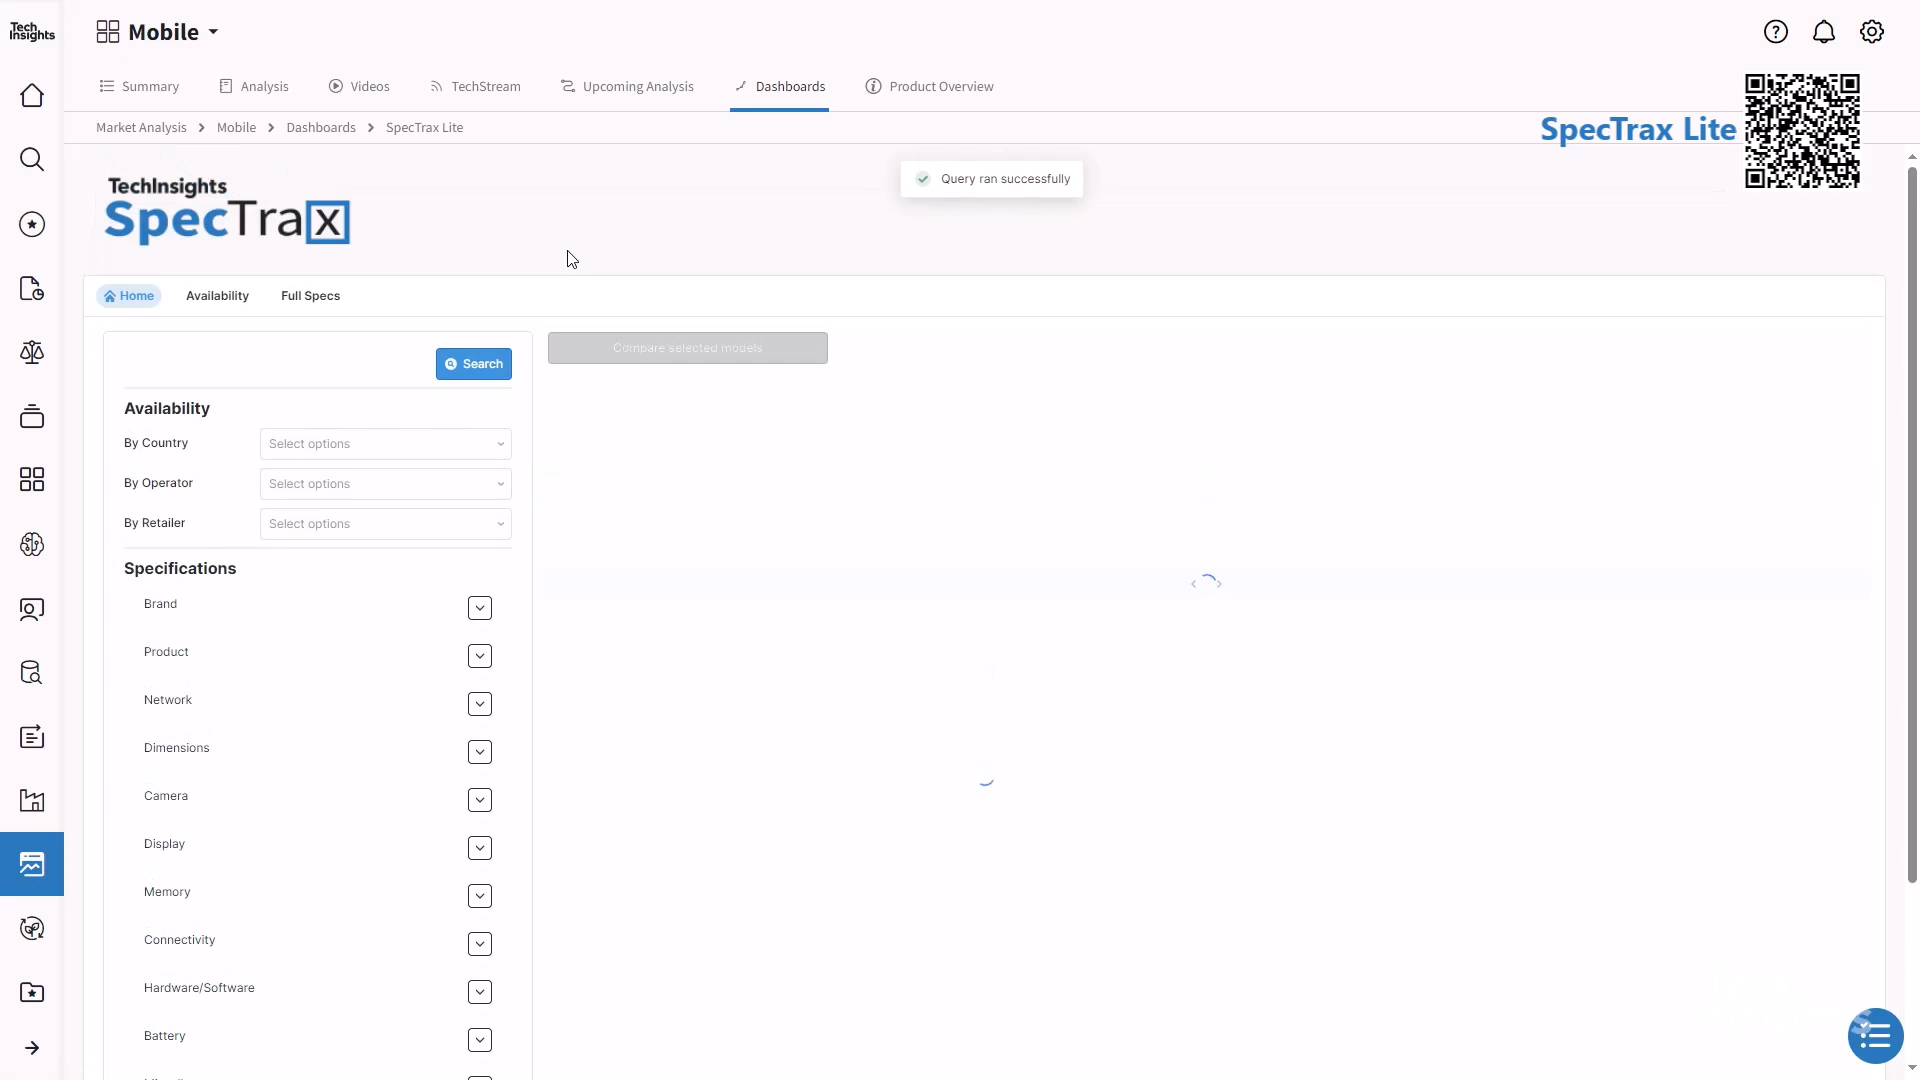 Tech
Insights
Mobile
Summary
Analysis
Videos
TechStream
Upcoming Analysis
Dashboards
Product Overview
Market Analysis
Mobile
Dashboards
SpecTrax Lite
SpecTrax Lite
Query ran successfully
TechInsights
SpecTrax
Home
Availability
Full Specs
Search
Compare selected models
Availability
By Country
Select options
By Operator
Select options
By Retailer
Select options
Specifications
Brand
Product
Network
Dimensions
Camera
Display
Memory
Connectivity
Hardware/Software
Battery